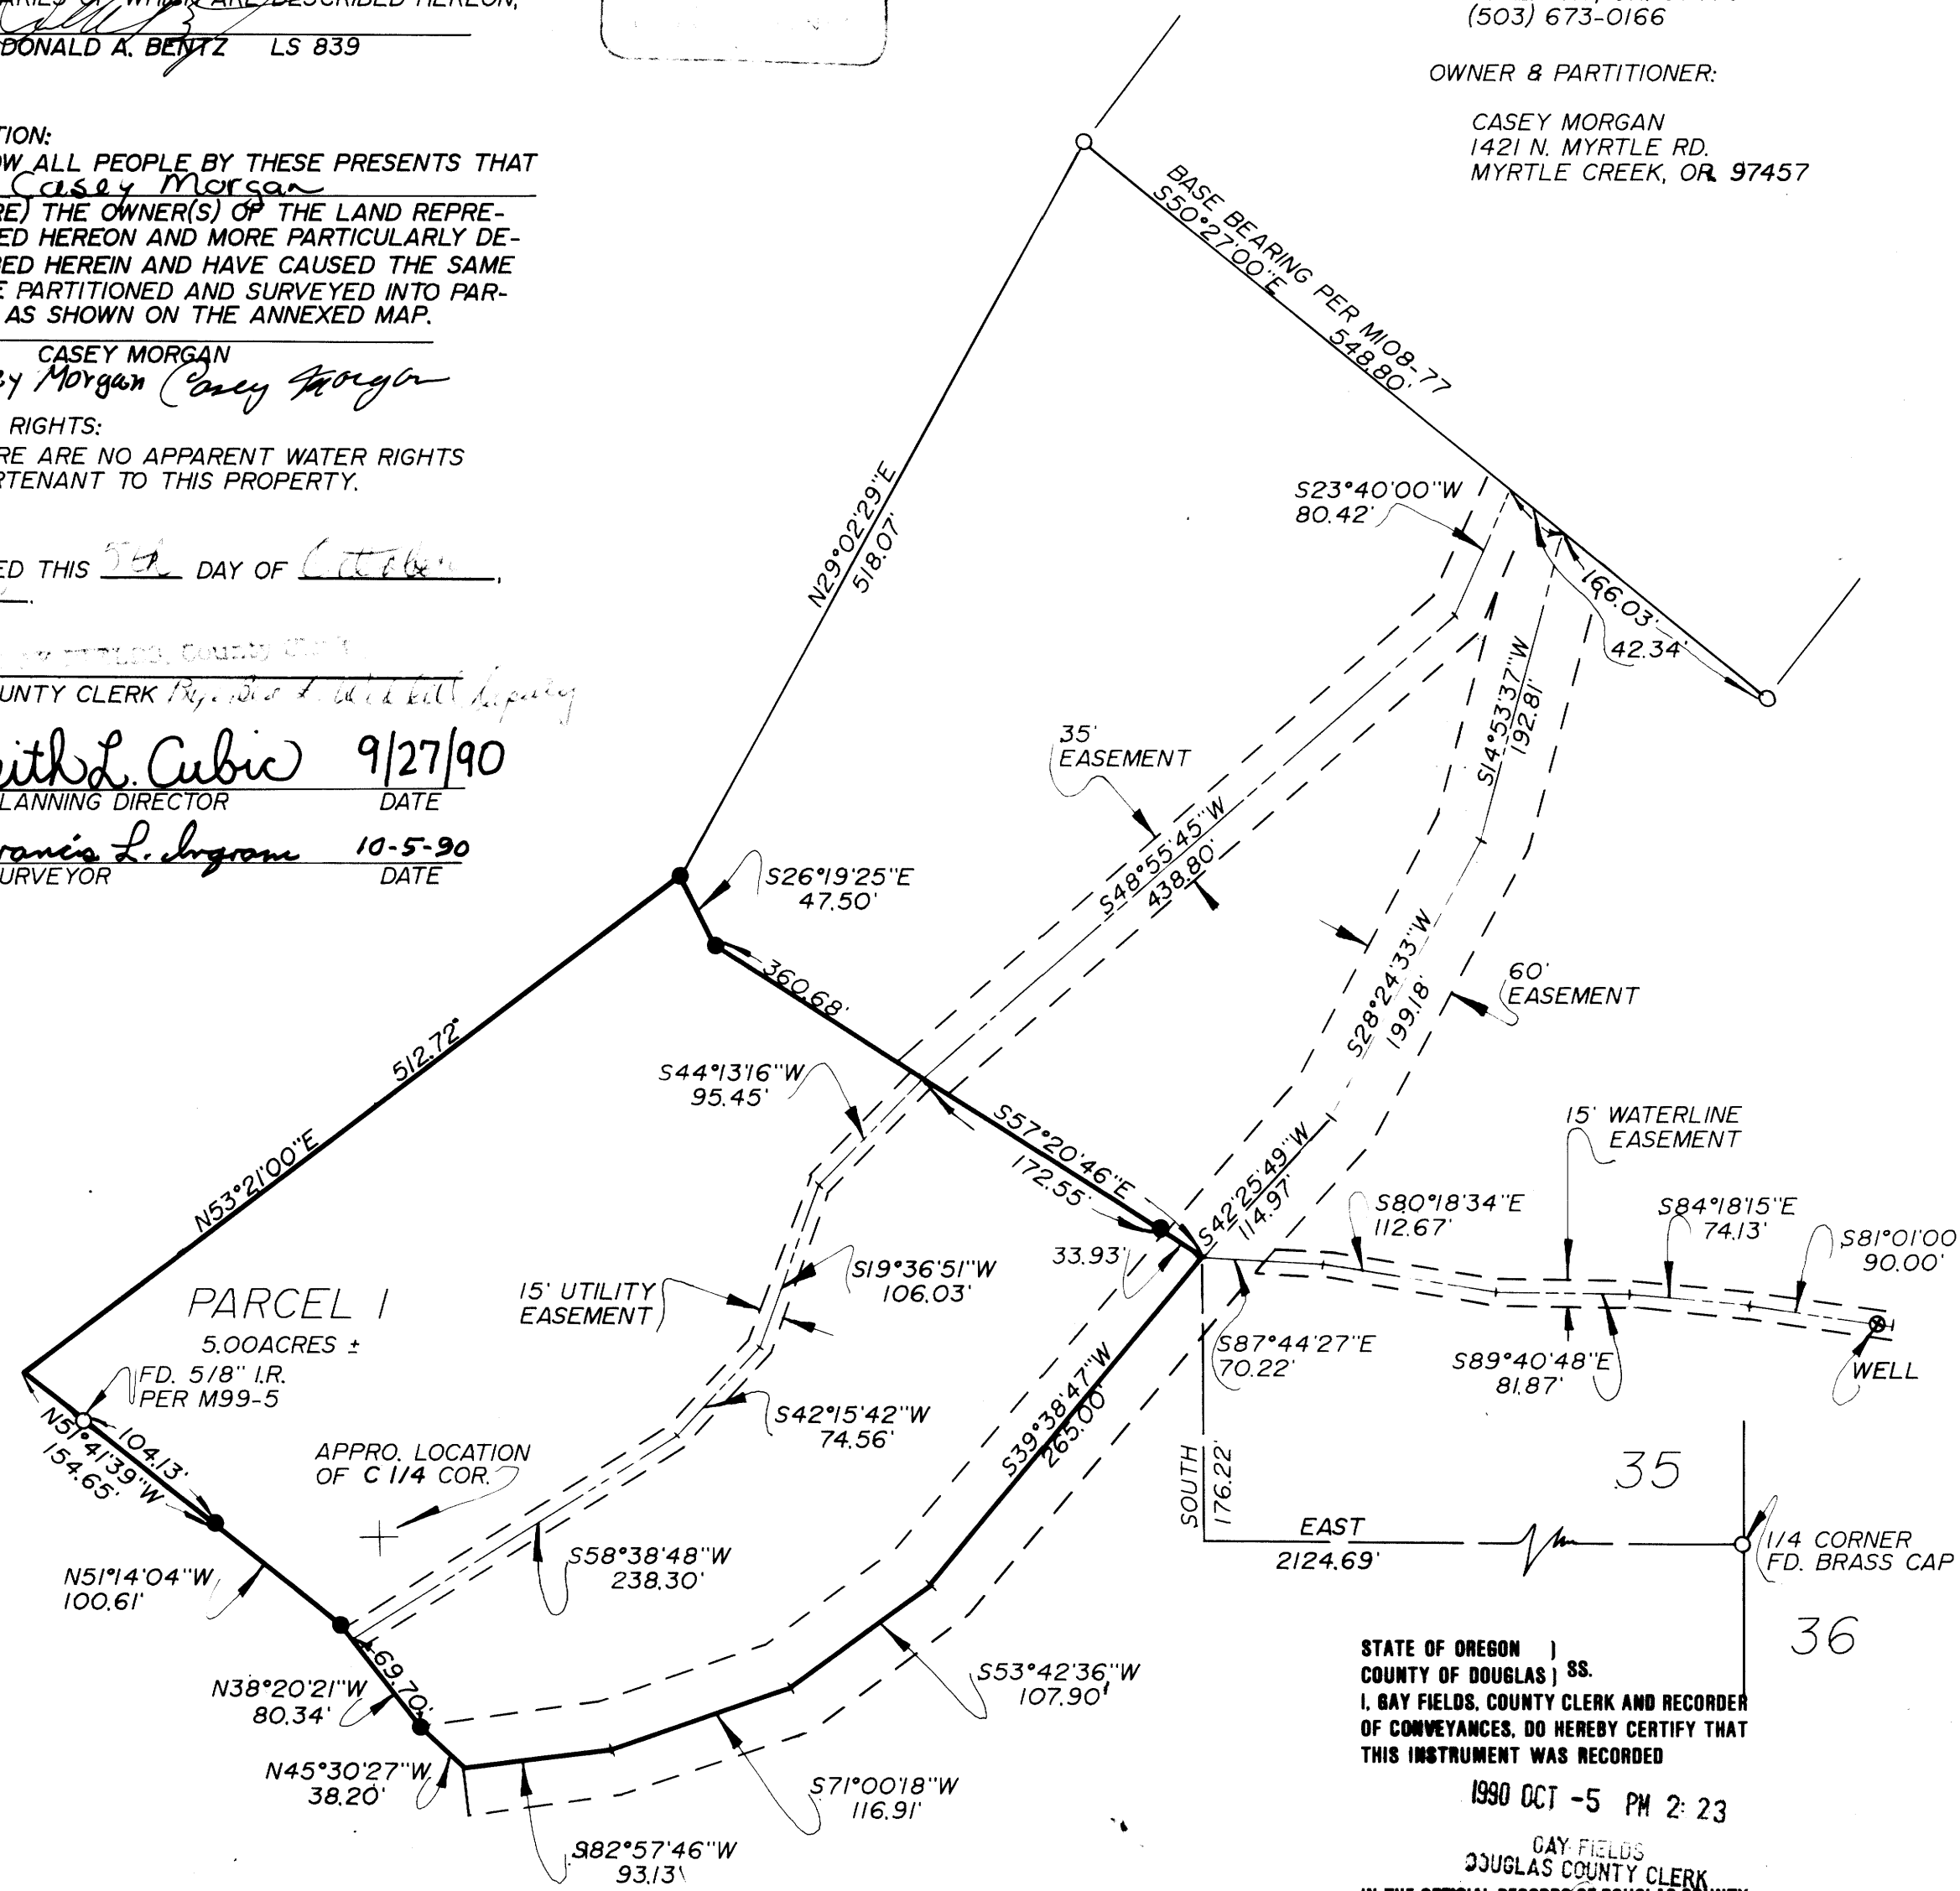 ARE DESCRIBED HEREON,
DONALD A. BENTZ LS 839
(503) 673-0166
OWNER & PARTITIONER:
CASEY MORGAN
1421 N. MYRTLE RD.
MYRTLE CREEK, OR. 97457
TION:
OW ALL PEOPLE BY THESE PRESENTS THAT
Casey Morgan
RE) THE OWNER(S) OF THE LAND REPRE-
ED HEREON AND MORE PARTICULARLY DE-
BED HEREIN AND HAVE CAUSED THE SAME
E PARTITIONED AND SURVEYED INTO PAR-
AS SHOWN ON THE ANNEXED MAP.
CASEY MORGAN
ey Morgan Casey Morgan
RIGHTS:
RE ARE NO APPARENT WATER RIGHTS
RTENANT TO THIS PROPERTY.
ED THIS 5th DAY OF October,
FIELDS, County
UNTY CLERK
eith L. Cubic 9/27/90
LANNING DIRECTOR DATE
rancis L. Ingram 10-5-90
URVEYOR DATE
BASE BEARING PER M108-77
S50°27'00"E
548.80'
N29°02'29"E
518.07'
S23°40'00"W
80.42'
166.03'
42.34'
S14°53'37"W
192.81'
35'
EASEMENT
S48°55'45"W
438.80'
S26°19'25"E
47.50'
360.68'
S28°24'33"W
199.18'
60'
EASEMENT
512.72'
N53°21'00"E
S44°13'16"W
95.45'
S57°20'46"E
172.55'
S42°25'49"W
114.97'
33.93'
15' WATERLINE
EASEMENT
S80°18'34"E
112.67'
S84°18'15"E
74.13'
S81°01'00
90.00'
S87°44'27"E
70.22'
S89°40'48"E
81.87'
WELL
PARCEL 1
5.00ACRES ±
FD. 5/8" I.R.
PER M99-5
15' UTILITY
EASEMENT
S19°36'51"W
106.03'
S42°15'42"W
74.56'
104.13'
N51°41'39"W
154.65'
APPRO. LOCATION
OF C 1/4 COR.
S39°38'47"W
265.00'
SOUTH
176.22'
EAST
2124.69'
35
1/4 CORNER
FD. BRASS CAP
36
N51°14'04"W
100.61'
S58°38'48"W
238.30'
69.70'
N38°20'21"W
80.34'
N45°30'27"W
38.20'
S53°42'36"W
107.90'
S71°00'18"W
116.91'
S82°57'46"W
93.13'
STATE OF OREGON )
COUNTY OF DOUGLAS) SS.
I, GAY FIELDS, COUNTY CLERK AND RECORDER
OF CONVEYANCES, DO HEREBY CERTIFY THAT
THIS INSTRUMENT WAS RECORDED
1990 OCT -5 PM 2: 23
GAY FIELDS
DOUGLAS COUNTY CLERK